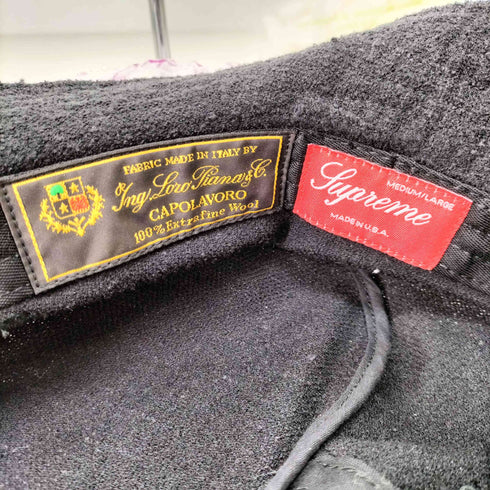 FABRIC MADE IN ITALY BY
Ing. Loro Piana & C.
CAPOLAVORO
100% Extrafine Wool
MEDIUM/LARGE
Supreme
MADE IN U.S.A.